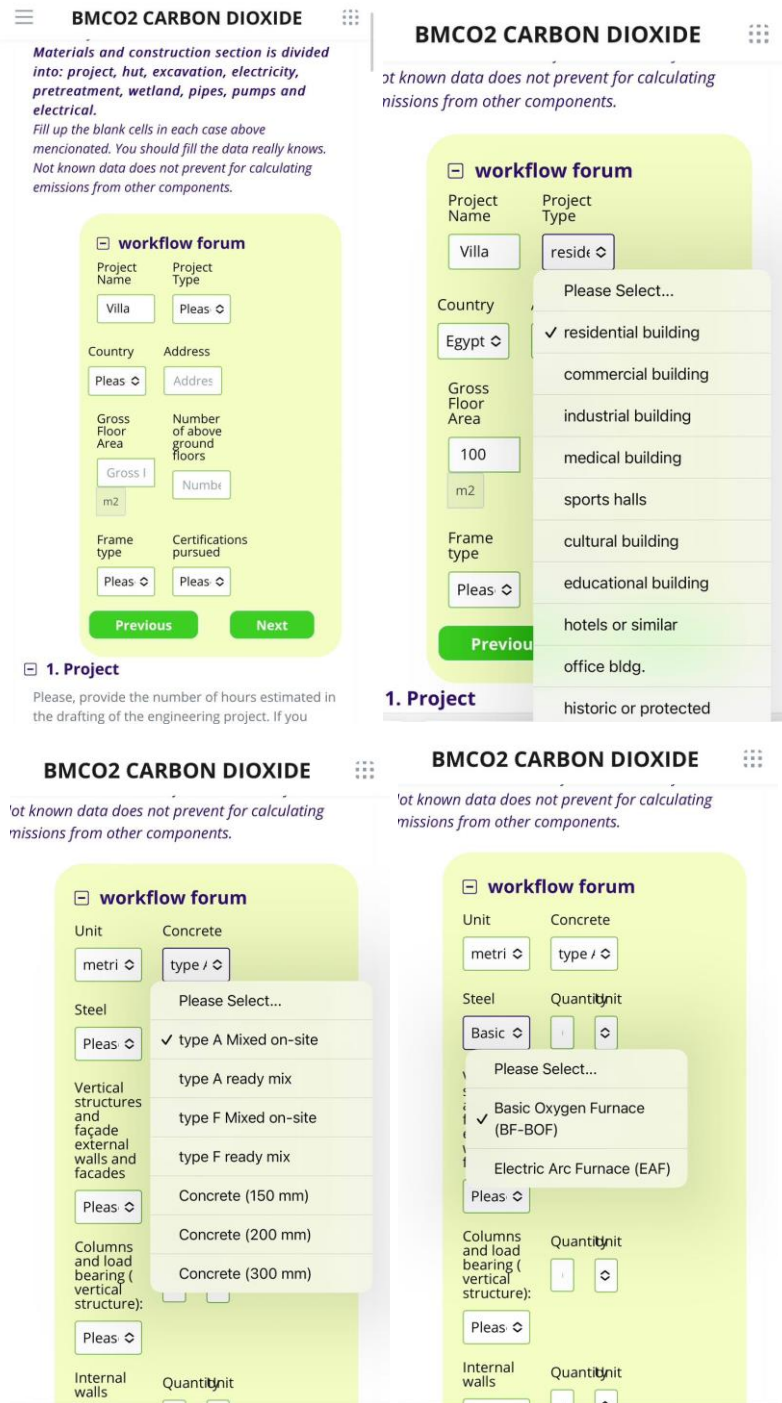 BMCO2 CARBON DIOXIDE
Materials and construction section is divided
into: project, hut, excavation, electricity,
pretreatment, wetland, pipes, pumps and
electrical.
Fill up the blank cells in each case above
mencionated. You should fill the data really knows.
Not known data does not prevent for calculating
emissions from other components.
workflow forum
Project Name
Project Type
Villa
Pleas
Country
Address
Pleas
Addres
Gross Floor Area
Number of above ground floors
Gross
m2
Numbe
Frame type
Certifications pursued
Pleas
Pleas
Previous
Next
1. Project
Please, provide the number of hours estimated in
the drafting of the engineering project. If you
BMCO2 CARBON DIOXIDE
ot known data does not prevent for calculating
missions from other components.
workflow forum
Project Name
Project Type
Villa
reside
Please Select...
Country
Egypt
✓ residential building
commercial building
Gross Floor Area
industrial building
100
medical building
m2
sports halls
Frame type
cultural building
Pleas
educational building
hotels or similar
Previou
office bldg.
1. Project
historic or protected
BMCO2 CARBON DIOXIDE
ot known data does not prevent for calculating
missions from other components.
workflow forum
Unit
Concrete
metri
type A
Please Select...
Steel
Pleas
✓ type A Mixed on-site
type A ready mix
Vertical structures and façade external walls and facades
type F Mixed on-site
type F ready mix
Pleas
Concrete (150 mm)
Concrete (200 mm)
Columns and load bearing ( vertical structure):
Concrete (300 mm)
Pleas
Internal walls
Quantity
Unit
BMCO2 CARBON DIOXIDE
ot known data does not prevent for calculating
missions from other components.
workflow forum
Unit
Concrete
metri
type A
Steel
Quantity
Unit
Basic
Please Select...
✓ Basic Oxygen Furnace
(BF-BOF)
Electric Arc Furnace (EAF)
Pleas
Columns and load bearing ( vertical structure):
Quantity
Unit
Pleas
Internal walls
Quantity
Unit